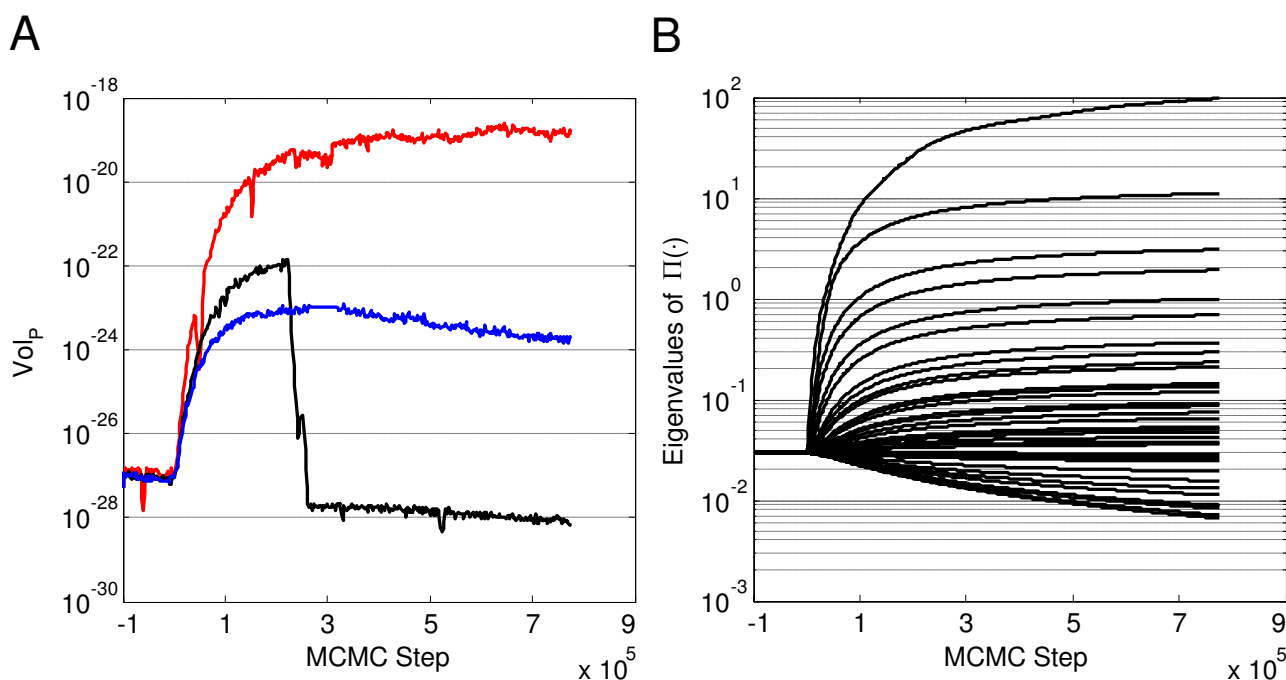 A
B
10^-18
10^-20
10^-22
10^-24
10^-26
10^-28
10^-30
Vol_P
-1 1 3 5 7 9
MCMC Step
x 10^5
10^2
10^1
10^0
10^-1
10^-2
10^-3
Eigenvalues of Π(·)
-1 1 3 5 7 9
MCMC Step
x 10^5